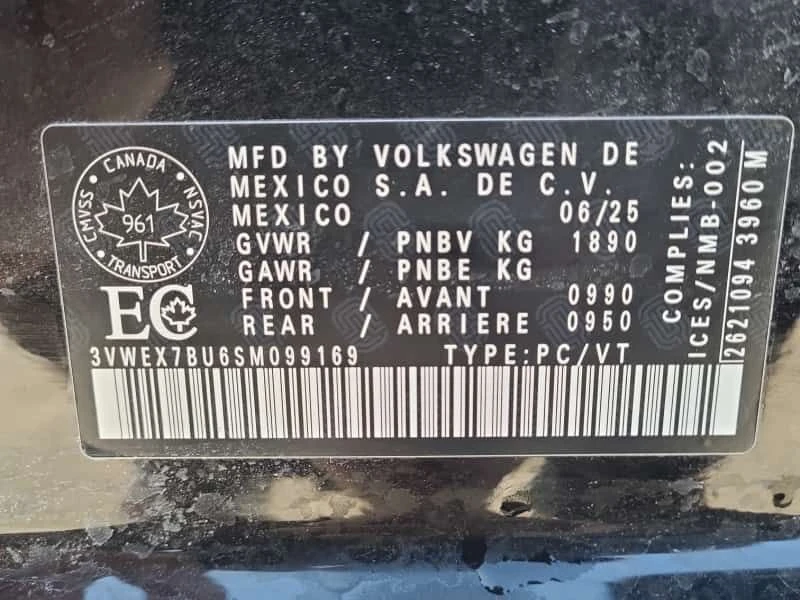 CANADA
CMVSS
NSVAC
961
TRANSPORT
EC
MFD BY VOLKSWAGEN DE
MEXICO S.A. DE C.V.
MEXICO 06/25
GVWR / PNBV KG 1890
GAWR / PNBE KG
FRONT / AVANT 0990
REAR / ARRIERE 0950
3VWEX7BU6SM099169 TYPE:PC/VT
COMPLIES:
ICES/NMB-002
2621094 3960 M